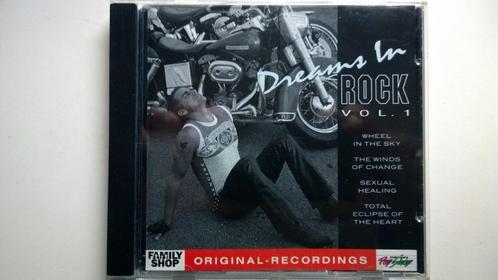 Dreams In
ROCK
VOL. 1
WHEEL
IN THE SKY
THE WINDS
OF CHANGE
SEXUAL
HEALING
TOTAL
ECLIPSE OF
THE HEART
FAMILY
SHOP
ORIGINAL-RECORDINGS